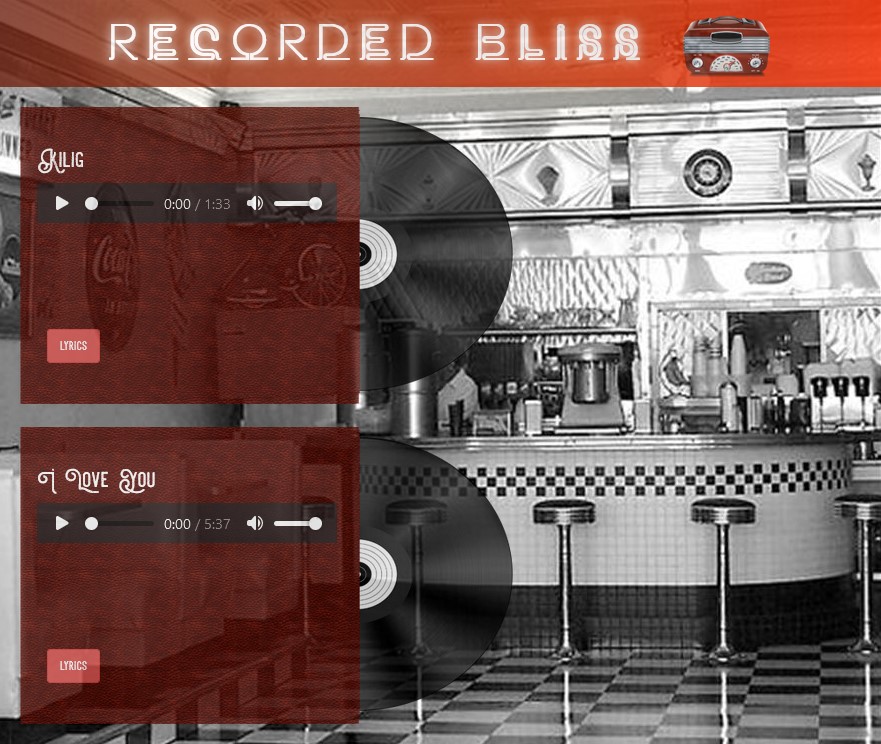 RECORDED BLISS
Kilig
0:00 / 1:33
LYRICS
I Love You
0:00 / 5:37
LYRICS